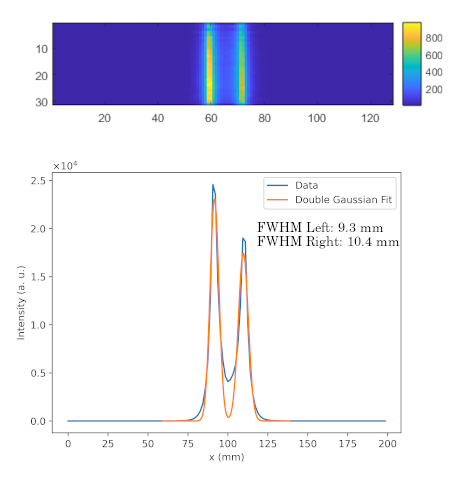 10
20
30
20 40 60 80 100 120
800
600
400
200
×10⁴
2.5
2.0
1.5
1.0
0.5
0.0
Intensity (a. u.)
Data
Double Gaussian Fit
FWHM Left: 9.3 mm
FWHM Right: 10.4 mm
0 25 50 75 100 125 150 175 200
x (mm)